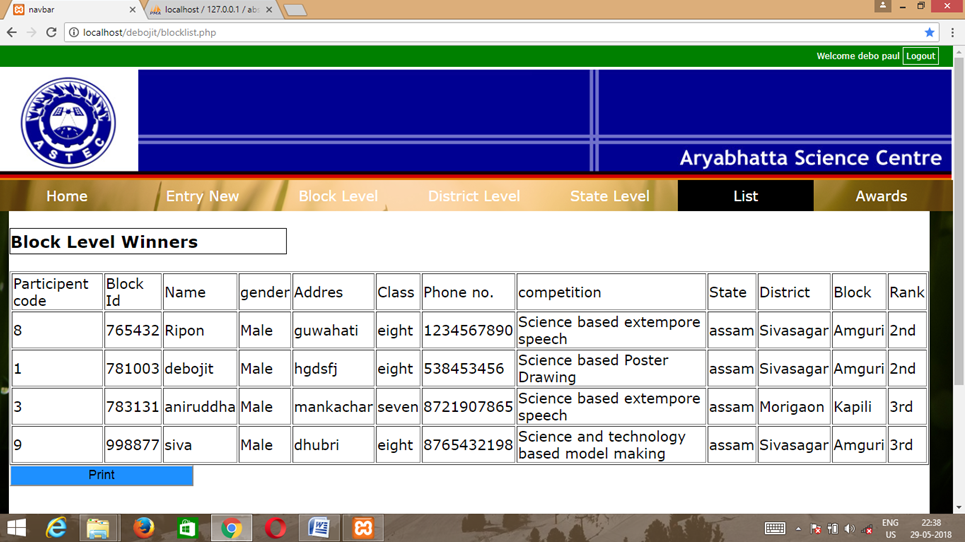 navbar
localhost / 127.0.0.1 / abs
localhost/debojit/blocklist.php
Welcome debo paul Logout
ASTEC
Aryabhatta Science Centre
Home Entry New Block Level District Level State Level List Awards
Block Level Winners
Participent code Block Id Name gender Addres Class Phone no. competition State District Block Rank
8 765432 Ripon Male guwahati eight 1234567890 Science based extempore speech assam Sivasagar Amguri 2nd
1 781003 debojit Male hgdsfj eight 538453456 Science based Poster Drawing assam Sivasagar Amguri 2nd
3 783131 aniruddha Male mankachar seven 8721907865 Science based extempore speech assam Morigaon Kapili 3rd
9 998877 siva Male dhubri eight 8765432198 Science and technology based model making assam Sivasagar Amguri 3rd
Print
ENG 22:38
US 29-05-2018